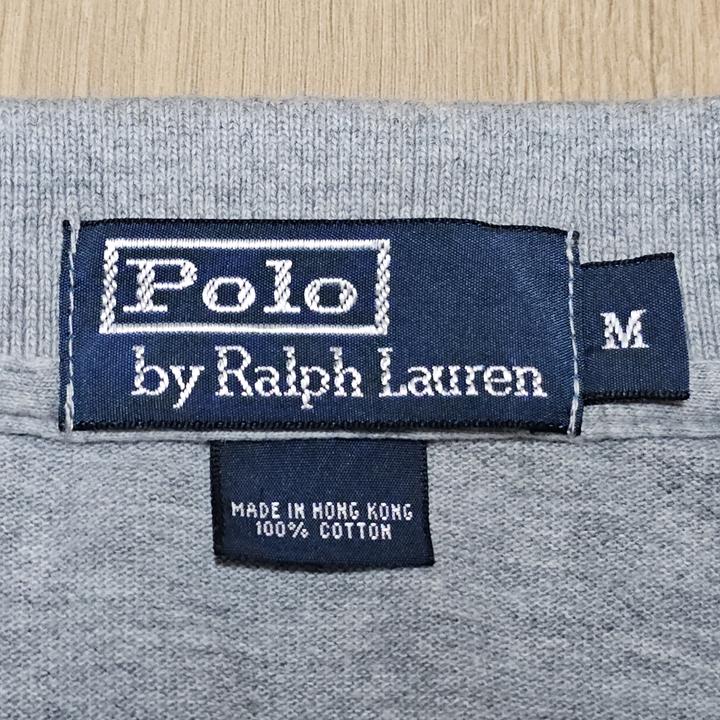 Polo
by Ralph Lauren
M
MADE IN HONG KONG
100% COTTON